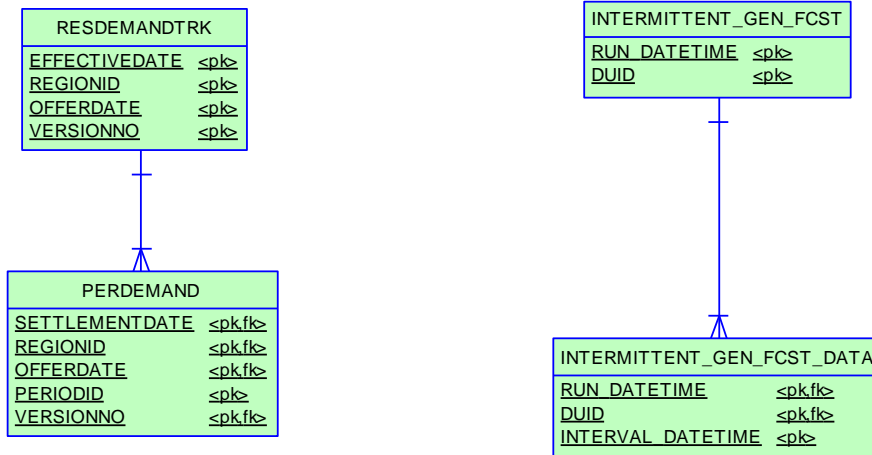 RESDEMANDTRK
EFFECTIVEDATE <pk>
REGIONID <pk>
OFFERDATE <pk>
VERSIONNO <pk>
PERDEMAND
SETTLEMENTDATE <pk,fk>
REGIONID <pk,fk>
OFFERDATE <pk,fk>
PERIODID <pk>
VERSIONNO <pk,fk>
INTERMITTENT_GEN_FCST
RUN_DATETIME <pk>
DUID <pk>
INTERMITTENT_GEN_FCST_DATA
RUN_DATETIME <pk,fk>
DUID <pk,fk>
INTERVAL_DATETIME <pk>